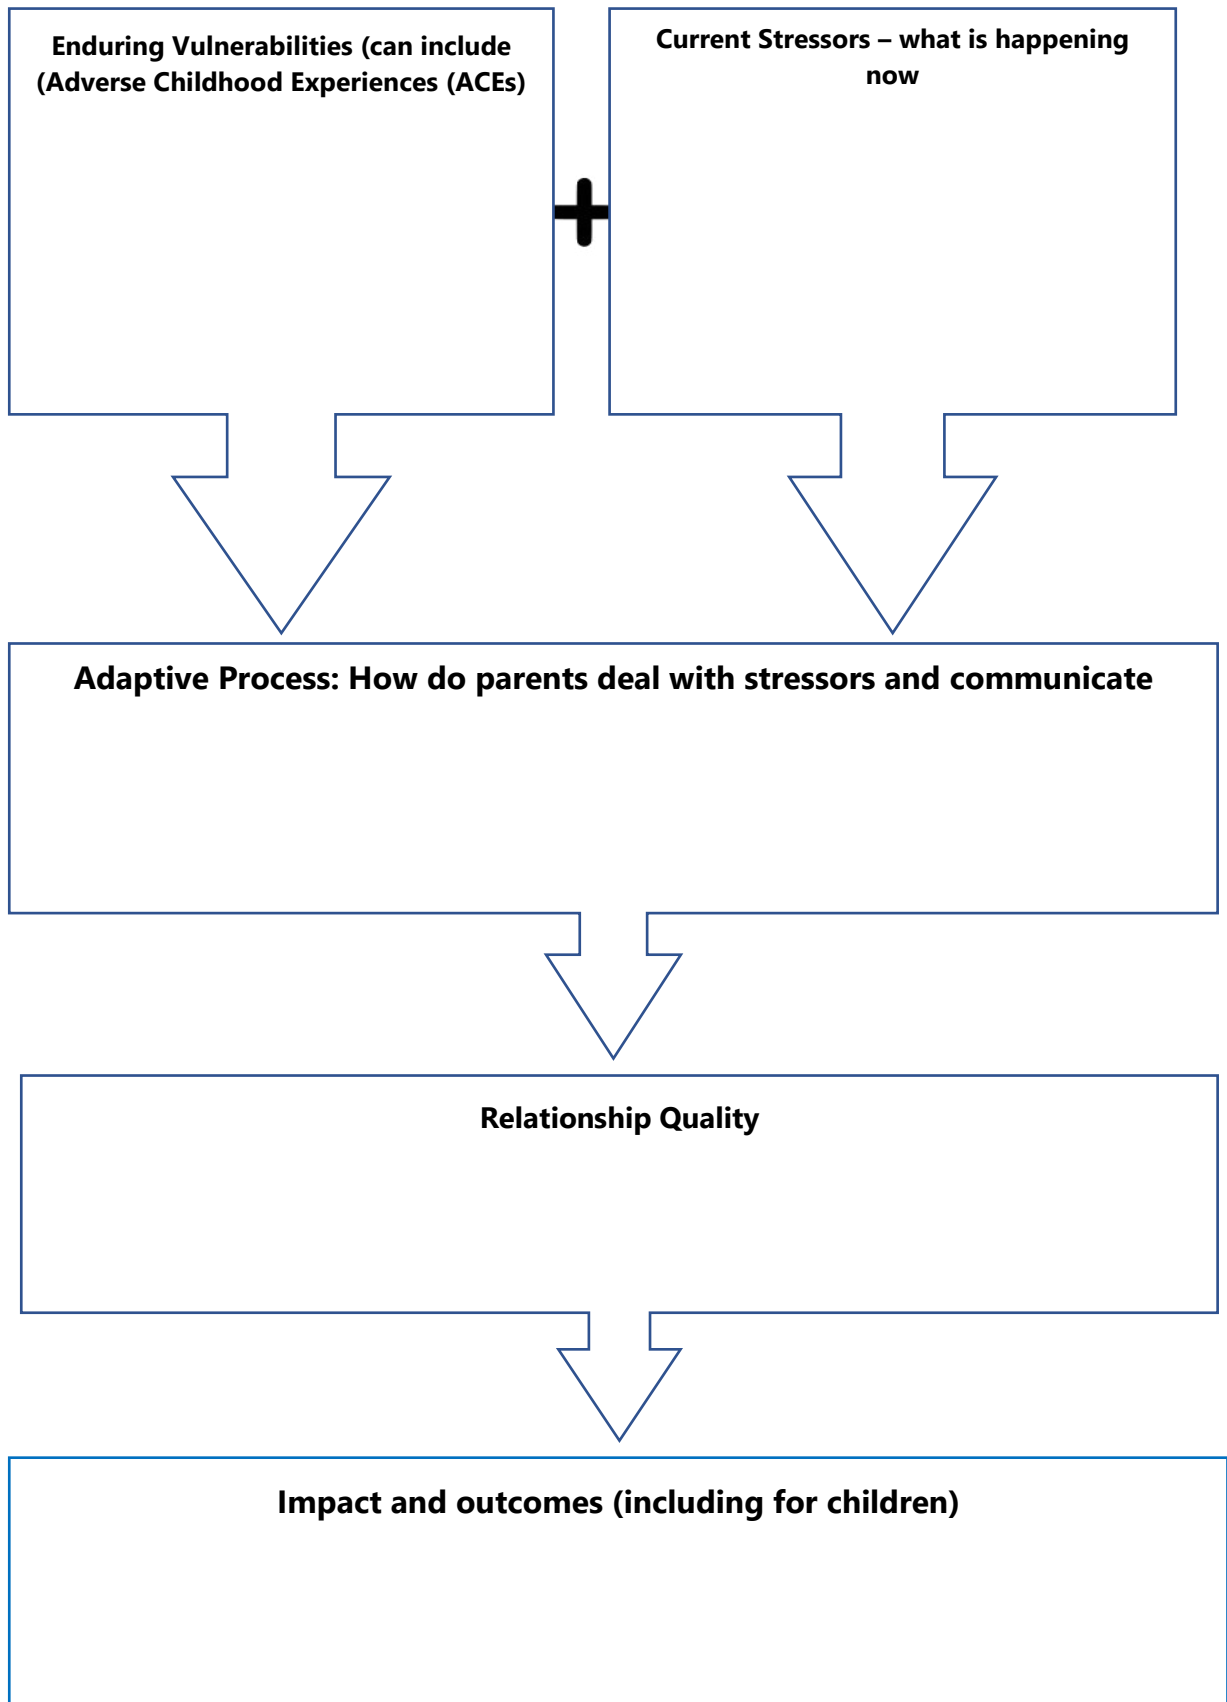 Enduring Vulnerabilities (can include
(Adverse Childhood Experiences (ACEs)
Current Stressors – what is happening
now
Adaptive Process: How do parents deal with stressors and communicate
Relationship Quality
Impact and outcomes (including for children)